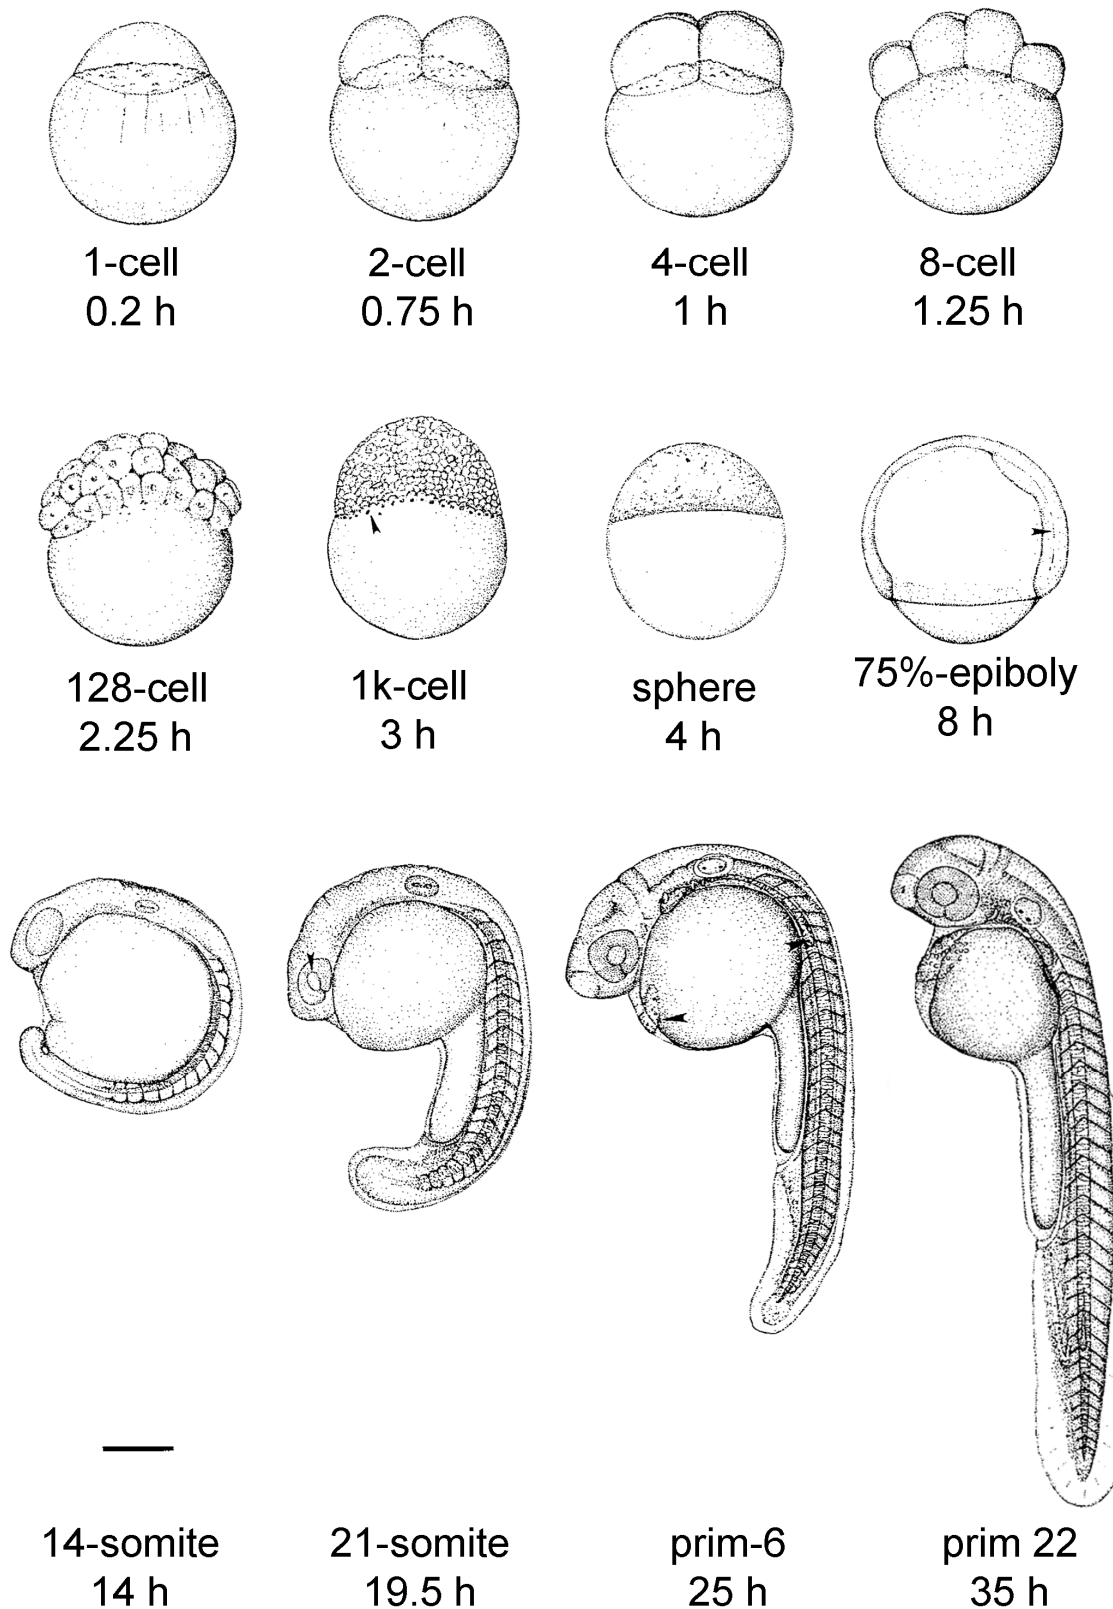 1-cell
0.2 h
2-cell
0.75 h
4-cell
1 h
8-cell
1.25 h
128-cell
2.25 h
1k-cell
3 h
sphere
4 h
75%-epiboly
8 h
14-somite
14 h
21-somite
19.5 h
prim-6
25 h
prim 22
35 h